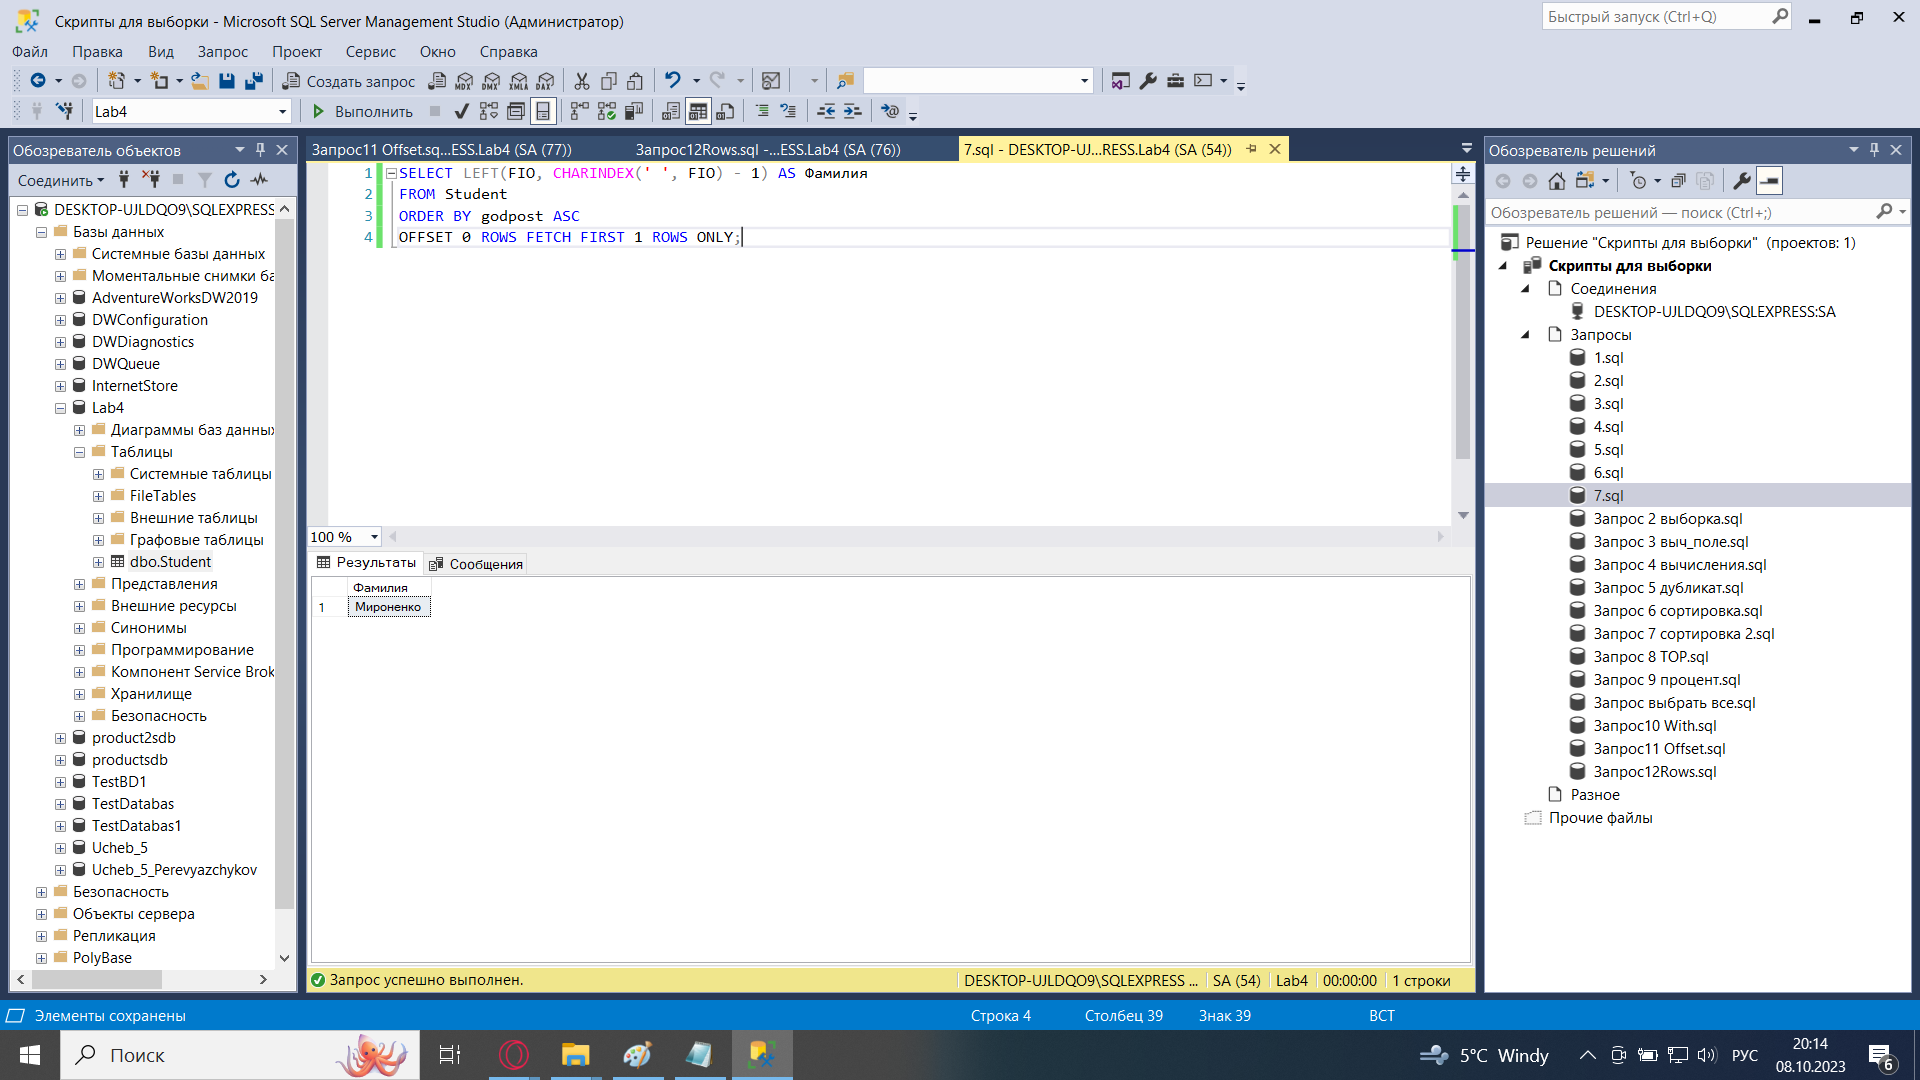 Скрипты для выборки - Microsoft SQL Server Management Studio (Администратор)
Быстрый запуск (Ctrl+Q)
Файл Правка Вид Запрос Проект Сервис Окно Справка
Создать запрос MDX DMX XMLA DAX
Lab4 Выполнить
Обозреватель объектов
Соединить
DESKTOP-UJLDQO9\SQLEXPRESS
Базы данных
Системные базы данных
Моментальные снимки ба
AdventureWorksDW2019
DWConfiguration
DWDiagnostics
DWQueue
InternetStore
Lab4
Диаграммы баз данны
Таблицы
Системные таблицы
FileTables
Внешние таблицы
Графовые таблицы
dbo.Student
Представления
Внешние ресурсы
Синонимы
Программирование
Компонент Service Brok
Хранилище
Безопасность
product2sdb
productsdb
TestBD1
TestDatabas
TestDatabas1
Ucheb_5
Ucheb_5_Perevyazchykov
Безопасность
Объекты сервера
Репликация
PolyBase
Запрос11 Offset.sq...ESS.Lab4 (SA (77))
Запрос12Rows.sql -...ESS.Lab4 (SA (76))
7.sql - DESKTOP-UJ...RESS.Lab4 (SA (54))
1 SELECT LEFT(FIO, CHARINDEX(' ', FIO) - 1) AS Фамилия
2 FROM Student
3 ORDER BY godpost ASC
4 OFFSET 0 ROWS FETCH FIRST 1 ROWS ONLY;
100 %
Результаты Сообщения
Фамилия
1 Мироненко
Запрос успешно выполнен.
DESKTOP-UJLDQO9\SQLEXPRESS ... SA (54) Lab4 00:00:00 1 строки
Обозреватель решений
Обозреватель решений — поиск (Ctrl+;)
Решение "Скрипты для выборки" (проектов: 1)
Скрипты для выборки
Соединения
DESKTOP-UJLDQO9\SQLEXPRESS:SA
Запросы
1.sql
2.sql
3.sql
4.sql
5.sql
6.sql
7.sql
Запрос 2 выборка.sql
Запрос 3 выч_поле.sql
Запрос 4 вычисления.sql
Запрос 5 дубликат.sql
Запрос 6 сортировка.sql
Запрос 7 сортировка 2.sql
Запрос 8 TOP.sql
Запрос 9 процент.sql
Запрос выбрать все.sql
Запрос10 With.sql
Запрос11 Offset.sql
Запрос12Rows.sql
Разное
Прочие файлы
Элементы сохранены
Строка 4 Столбец 39 Знак 39 ВСТ
Поиск
5°C Windy
РУС
20:14
08.10.2023
6